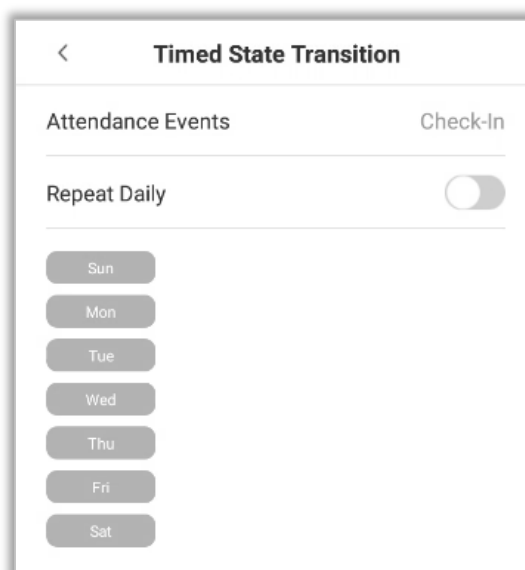 Timed State Transition
Attendance Events Check-In
Repeat Daily
Sun
Mon
Tue
Wed
Thu
Fri
Sat